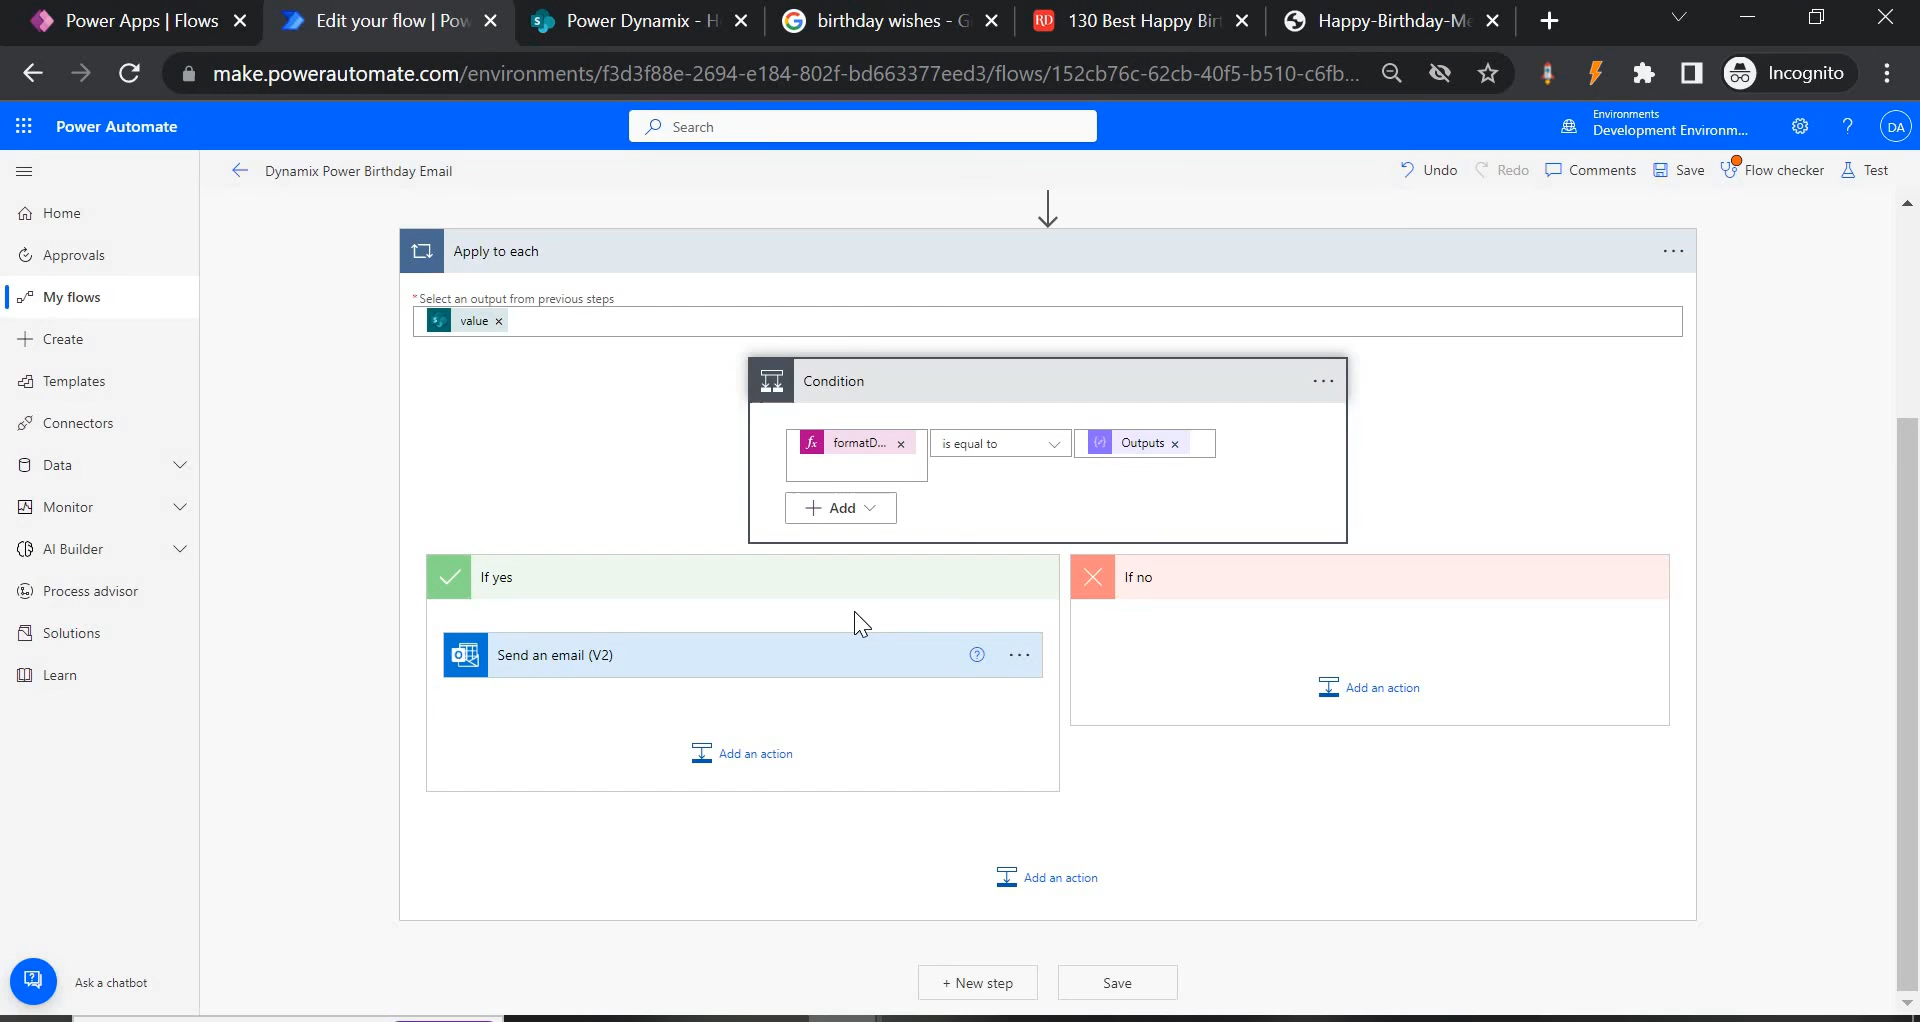 Power Apps | Flows
Edit your flow | Pow
Power Dynamix - H
birthday wishes - G
RD
130 Best Happy Birt
Happy-Birthday-Me
make.powerautomate.com/environments/f3d3f88e-2694-e184-802f-bd663377eed3/flows/152cb76c-62cb-40f5-b510-c6fb...
Incognito
Power Automate
Search
Environments
Development Environm...
?
DA
Dynamix Power Birthday Email
Undo
Redo
Comments
Save
Flow checker
Test
Home
Approvals
My flows
Create
Templates
Connectors
Data
Monitor
AI Builder
Process advisor
Solutions
Learn
Ask a chatbot
Apply to each
...
* Select an output from previous steps
value ×
Condition
...
fx formatD... ×
is equal to
Outputs ×
+ Add
If yes
Send an email (V2)
?
...
Add an action
If no
Add an action
Add an action
+ New step
Save